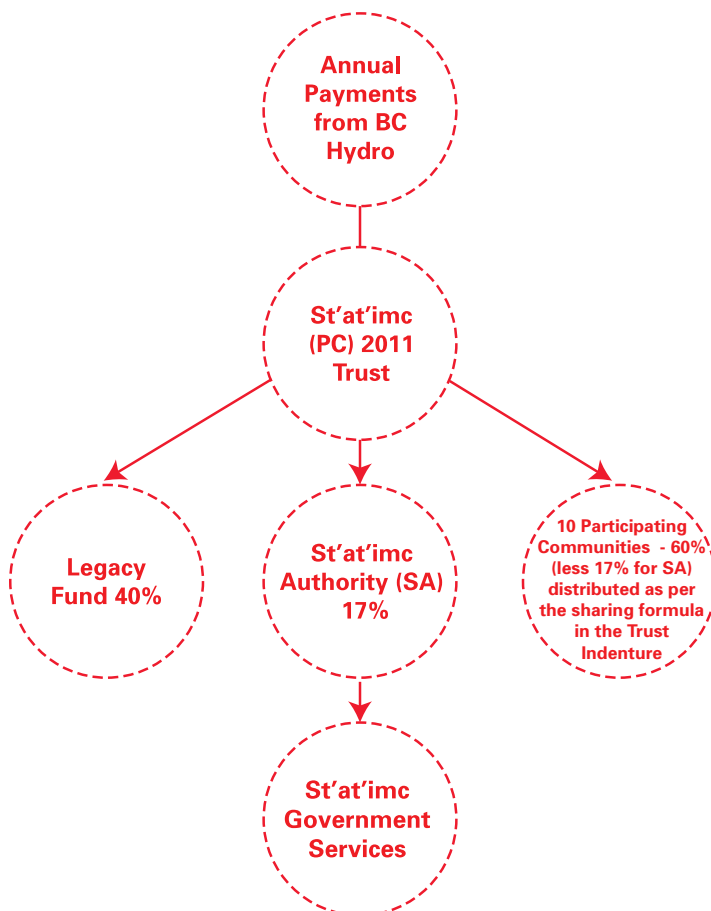 Annual
Payments
from BC
Hydro
St'at'imc
(PC) 2011
Trust
Legacy
Fund 40%
St'at'imc
Authority (SA)
17%
10 Participating
Communities - 60%
(less 17% for SA)
distributed as per
the sharing formula
in the Trust
Indenture
St'at'imc
Government
Services